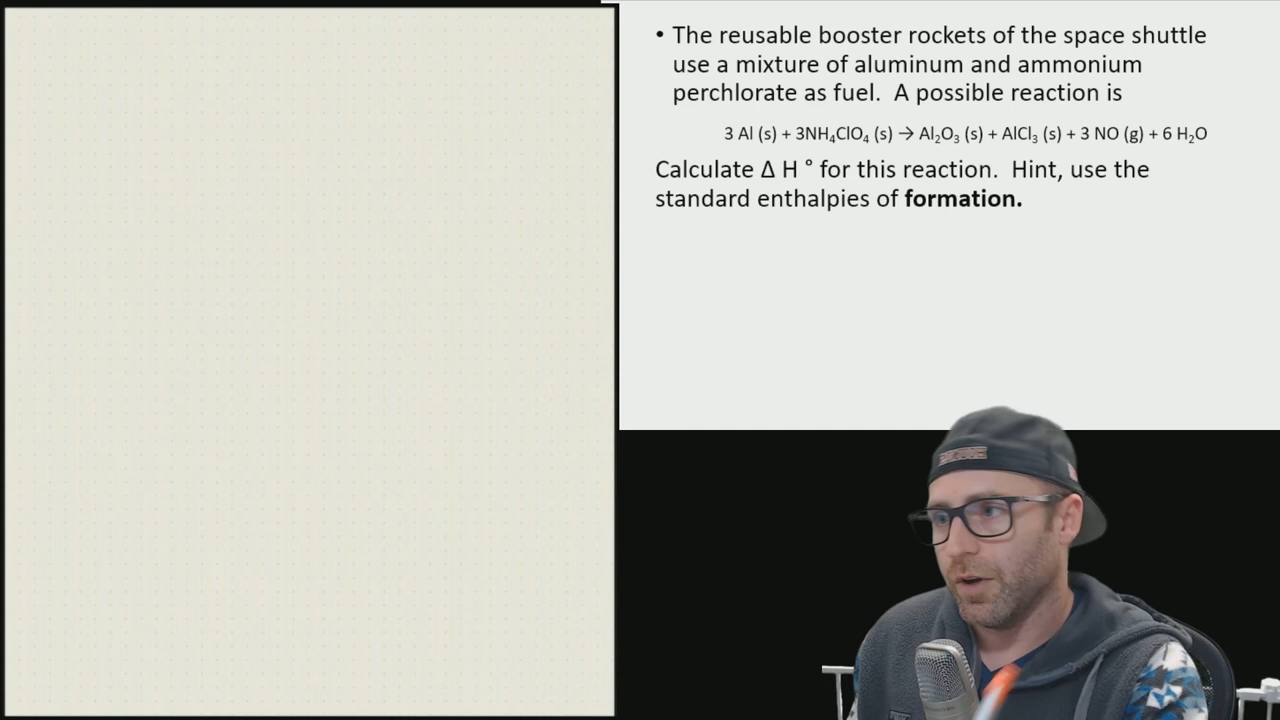 • The reusable booster rockets of the space shuttle
use a mixture of aluminum and ammonium
perchlorate as fuel.  A possible reaction is
3 Al (s) + 3NH₄ClO₄ (s) → Al₂O₃ (s) + AlCl₃ (s) + 3 NO (g) + 6 H₂O
Calculate Δ H ° for this reaction.  Hint, use the
standard enthalpies of formation.